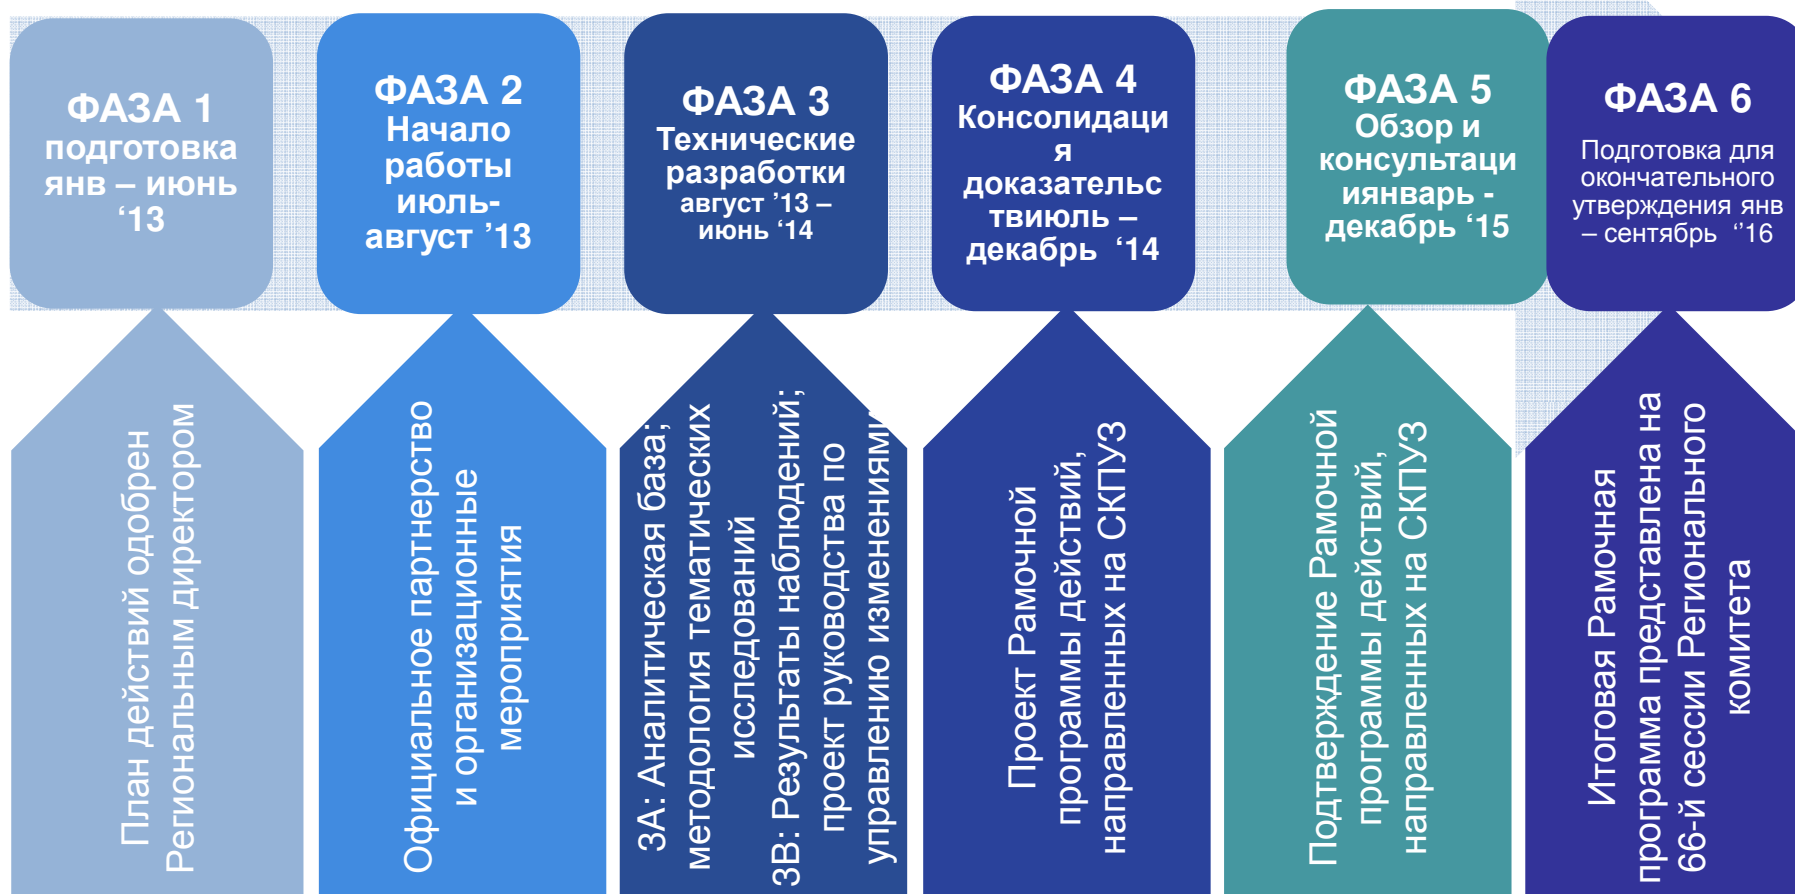 ФАЗА 1
подготовка
янв – июнь
‘13
ФАЗА 2
Начало
работы
июль-
август ’13
ФАЗА 3
Технические
разработки
август ’13 –
июнь ‘14
ФАЗА 4
Консолидаци
я
доказательс
твиюль –
декабрь ‘14
ФАЗА 5
Обзор и
консультаци
иянварь -
декабрь ‘15
ФАЗА 6
Подготовка для
окончательного
утверждения янв
– сентябрь ‘’16
План действий одобрен
Региональным директором
Официальное партнерство
и организационные
мероприятия
3A: Аналитическая база;
методология тематических
исследований
3B: Результаты наблюдений;
проект руководства по
управлению изменениями
Проект Рамочной
программы действий,
направленных на СКПУЗ
Подтверждение Рамочной
программы действий,
направленных на СКПУЗ
Итоговая Рамочная
программа представлена на
66-й сессии Регионального
комитета